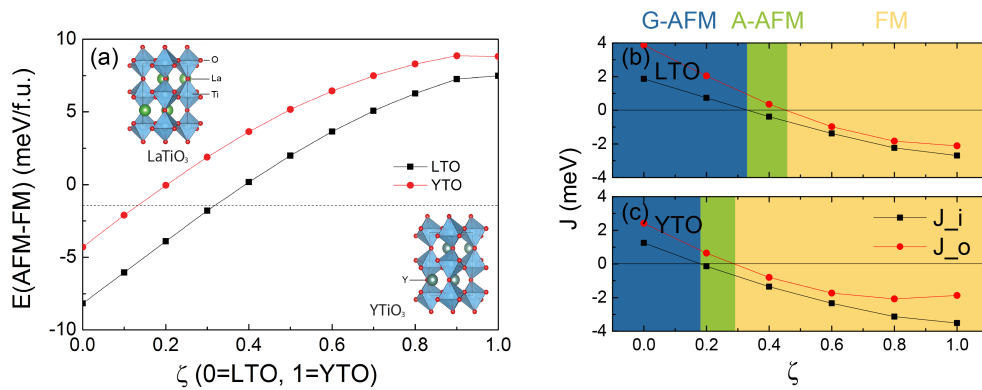 G-AFM A-AFM FM
(a)
O
La
Ti
LaTiO₃
LTO
YTO
Y
YTiO₃
E(AFM-FM) (meV/f.u.)
10
5
0
-5
-10
0.0 0.2 0.4 0.6 0.8 1.0
ζ (0=LTO, 1=YTO)
(b)
LTO
4
2
0
-2
-4
J (meV)
(c)
YTO
J_i
J_o
4
2
0
-2
-4
0.0 0.2 0.4 0.6 0.8 1.0
ζ